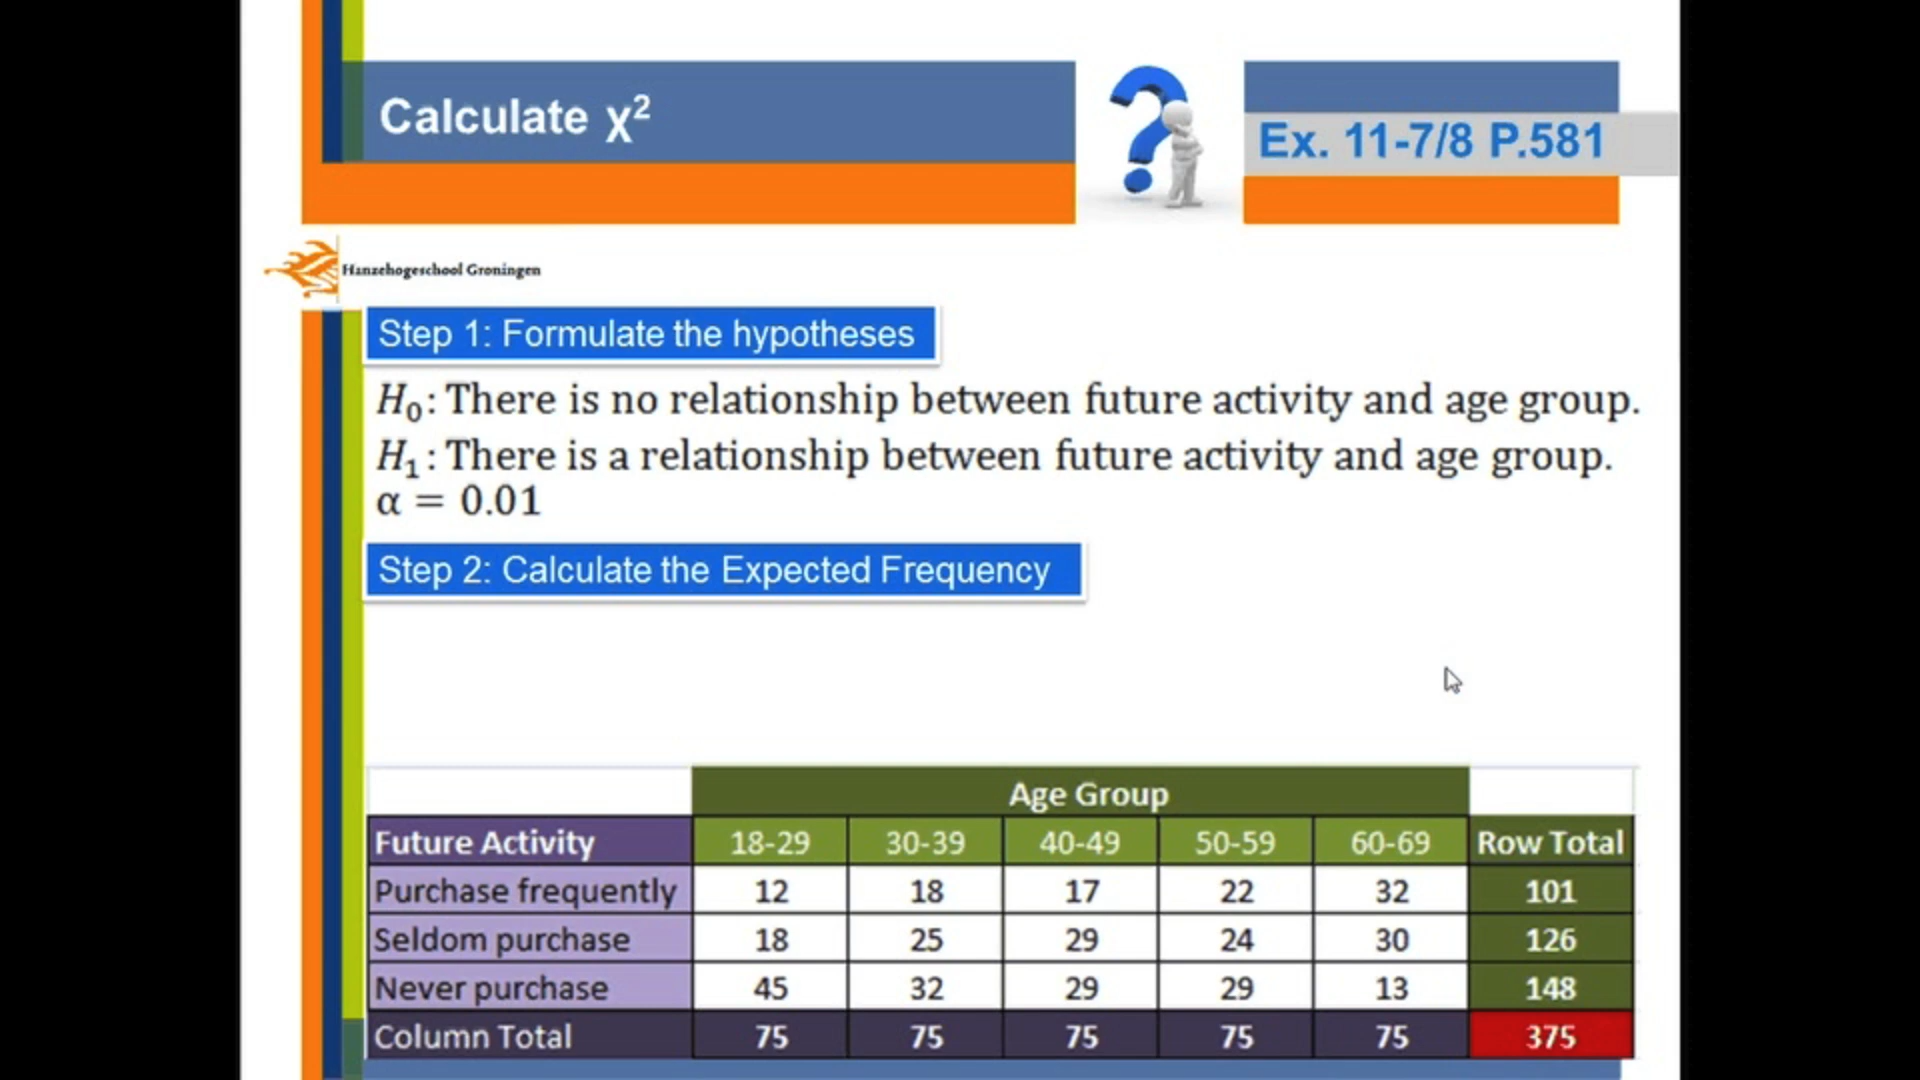 Calculate χ²
Ex. 11-7/8 P.581
Hanzehogeschool Groningen
Step 1: Formulate the hypotheses
H₀: There is no relationship between future activity and age group.
H₁: There is a relationship between future activity and age group.
α = 0.01
Step 2: Calculate the Expected Frequency
Age Group
Future Activity 18-29 30-39 40-49 50-59 60-69 Row Total
Purchase frequently 12 18 17 22 32 101
Seldom purchase 18 25 29 24 30 126
Never purchase 45 32 29 29 13 148
Column Total 75 75 75 75 75 375